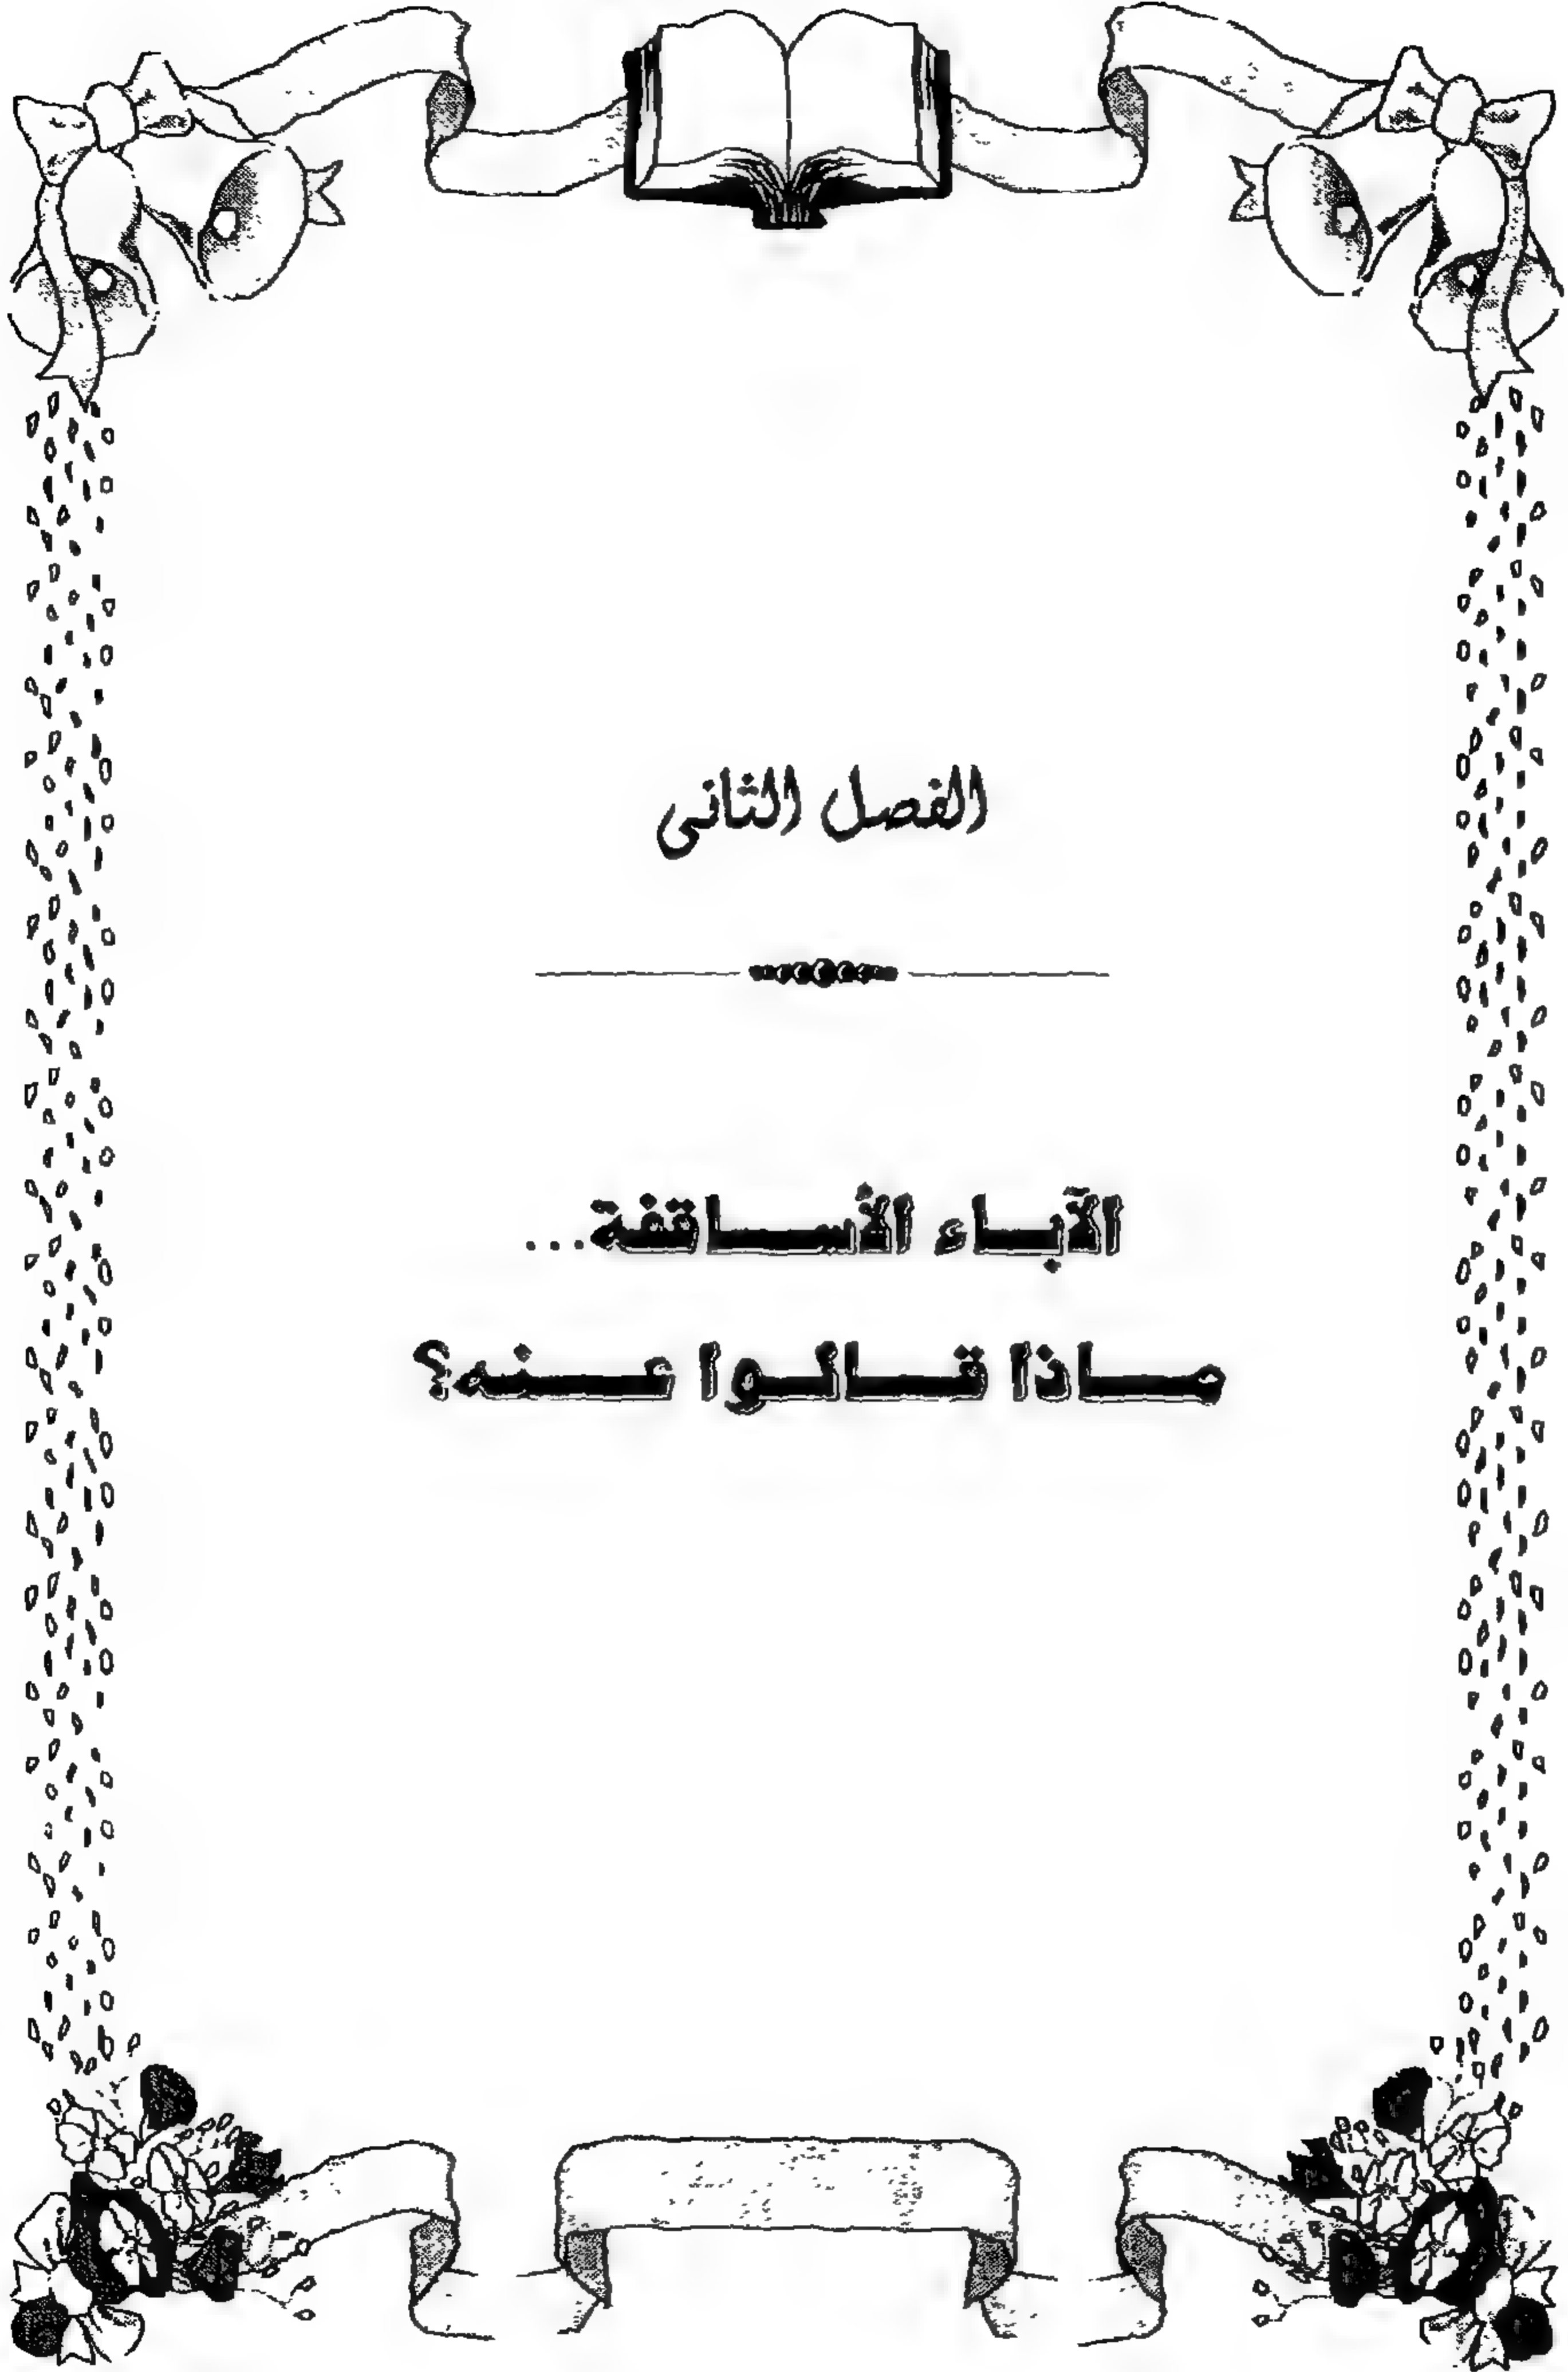 الفصل الثانى
الآباء الأساقفة...
ماذا قالوا عنه؟